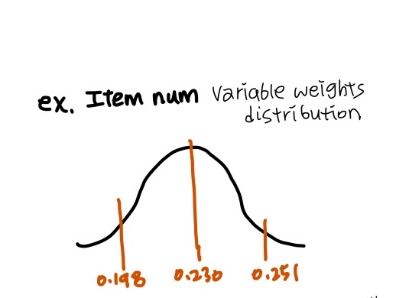 ex. Item num Variable weights
distribution
0.198 0.230 0.251